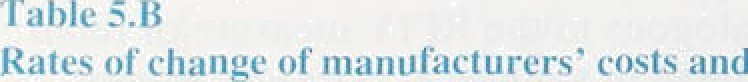 Table 5.B
Rates of change of manufacturers' costs and